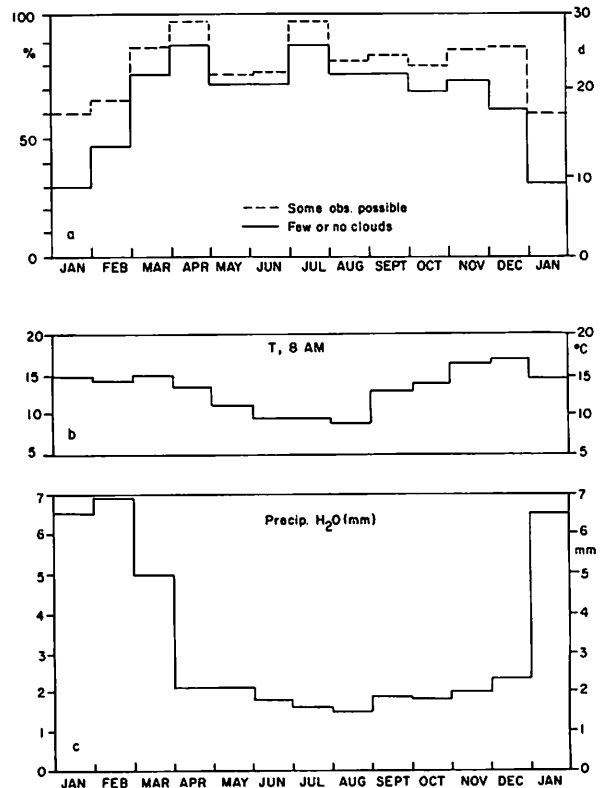 100
%
50
0
30
d
20
10
0
--- Some obs. possible
— Few or no clouds
a
JAN FEB MAR APR MAY JUN JUL AUG SEPT OCT NOV DEC JAN
20
15
10
5
T, 8 AM
20
°C
15
10
5
b
7
6
5
4
3
2
1
0
Precip. H2O (mm)
7
6
mm
5
4
3
2
1
0
c
JAN FEB MAR APR MAY JUN JUL AUG SEPT OCT NOV DEC JAN